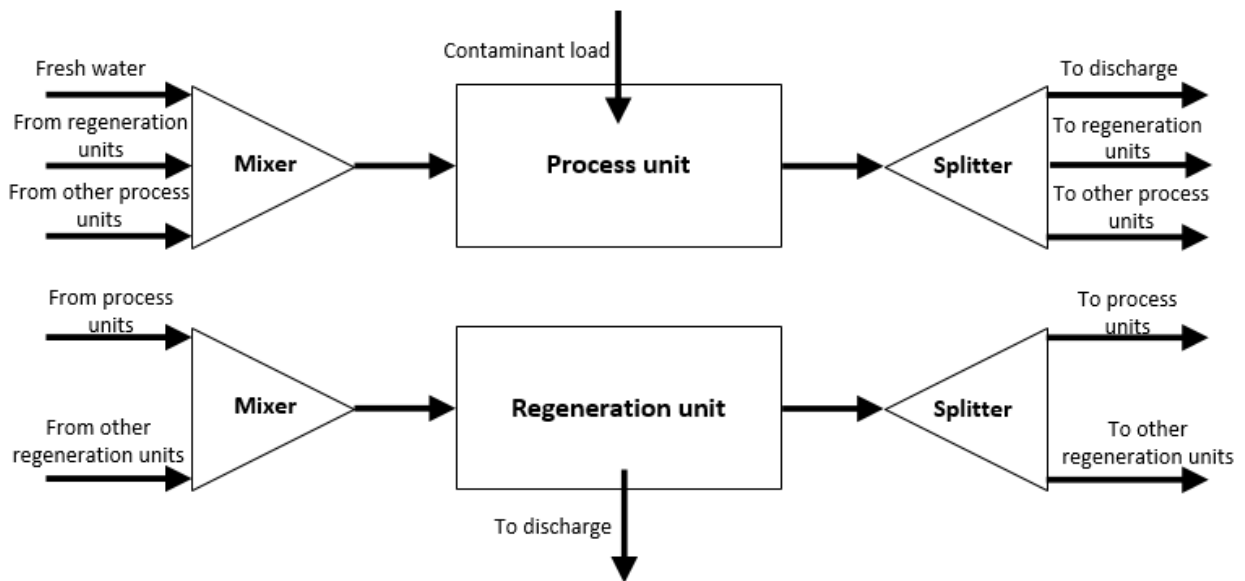 Contaminant load
Fresh water
To discharge
From regeneration
units
To regeneration
units
Mixer
Process unit
Splitter
From other process
units
To other process
units
From process
units
To process
units
Mixer
Regeneration unit
Splitter
From other
regeneration units
To other
regeneration units
To discharge